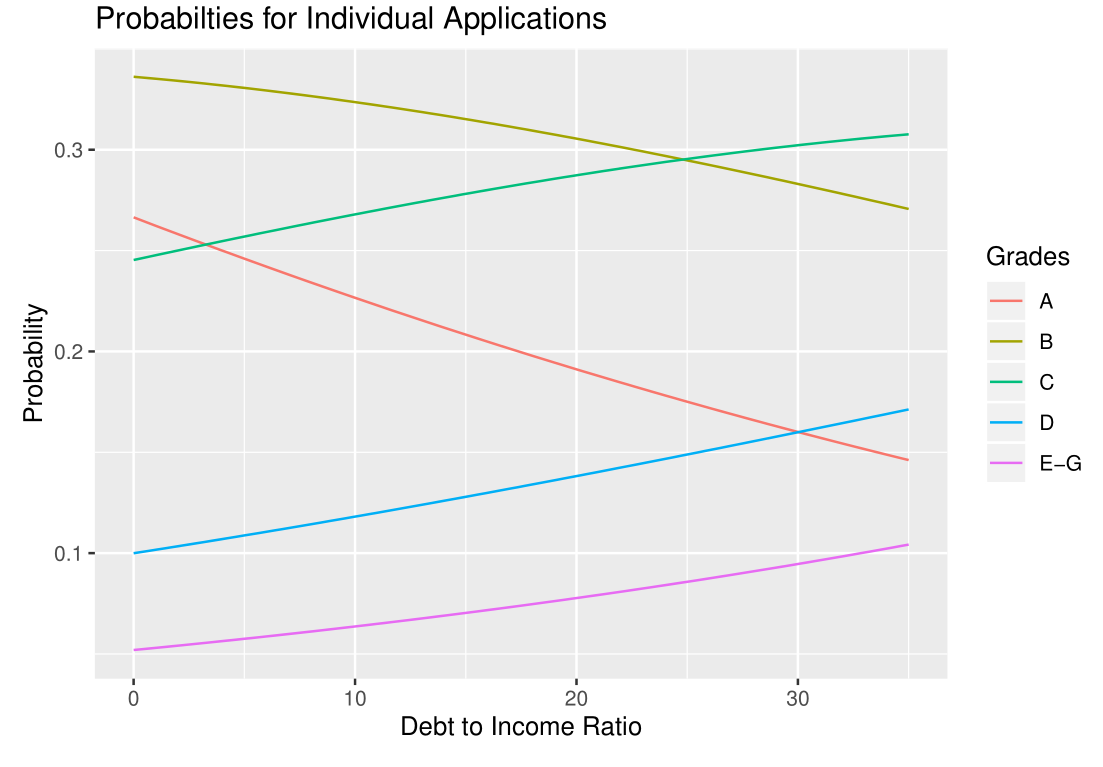 Probabilties for Individual Applications
Probability
0.3
0.2
0.1
0 10 20 30
Debt to Income Ratio
Grades
A
B
C
D
E−G